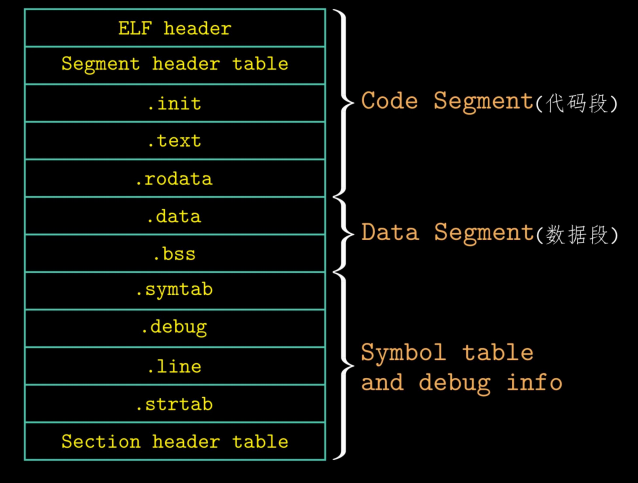 ELF header
Segment header table
.init
.text
.rodata
.data
.bss
.symtab
.debug
.line
.strtab
Section header table
Code Segment(代码段)
Data Segment(数据段)
Symbol table
and debug info